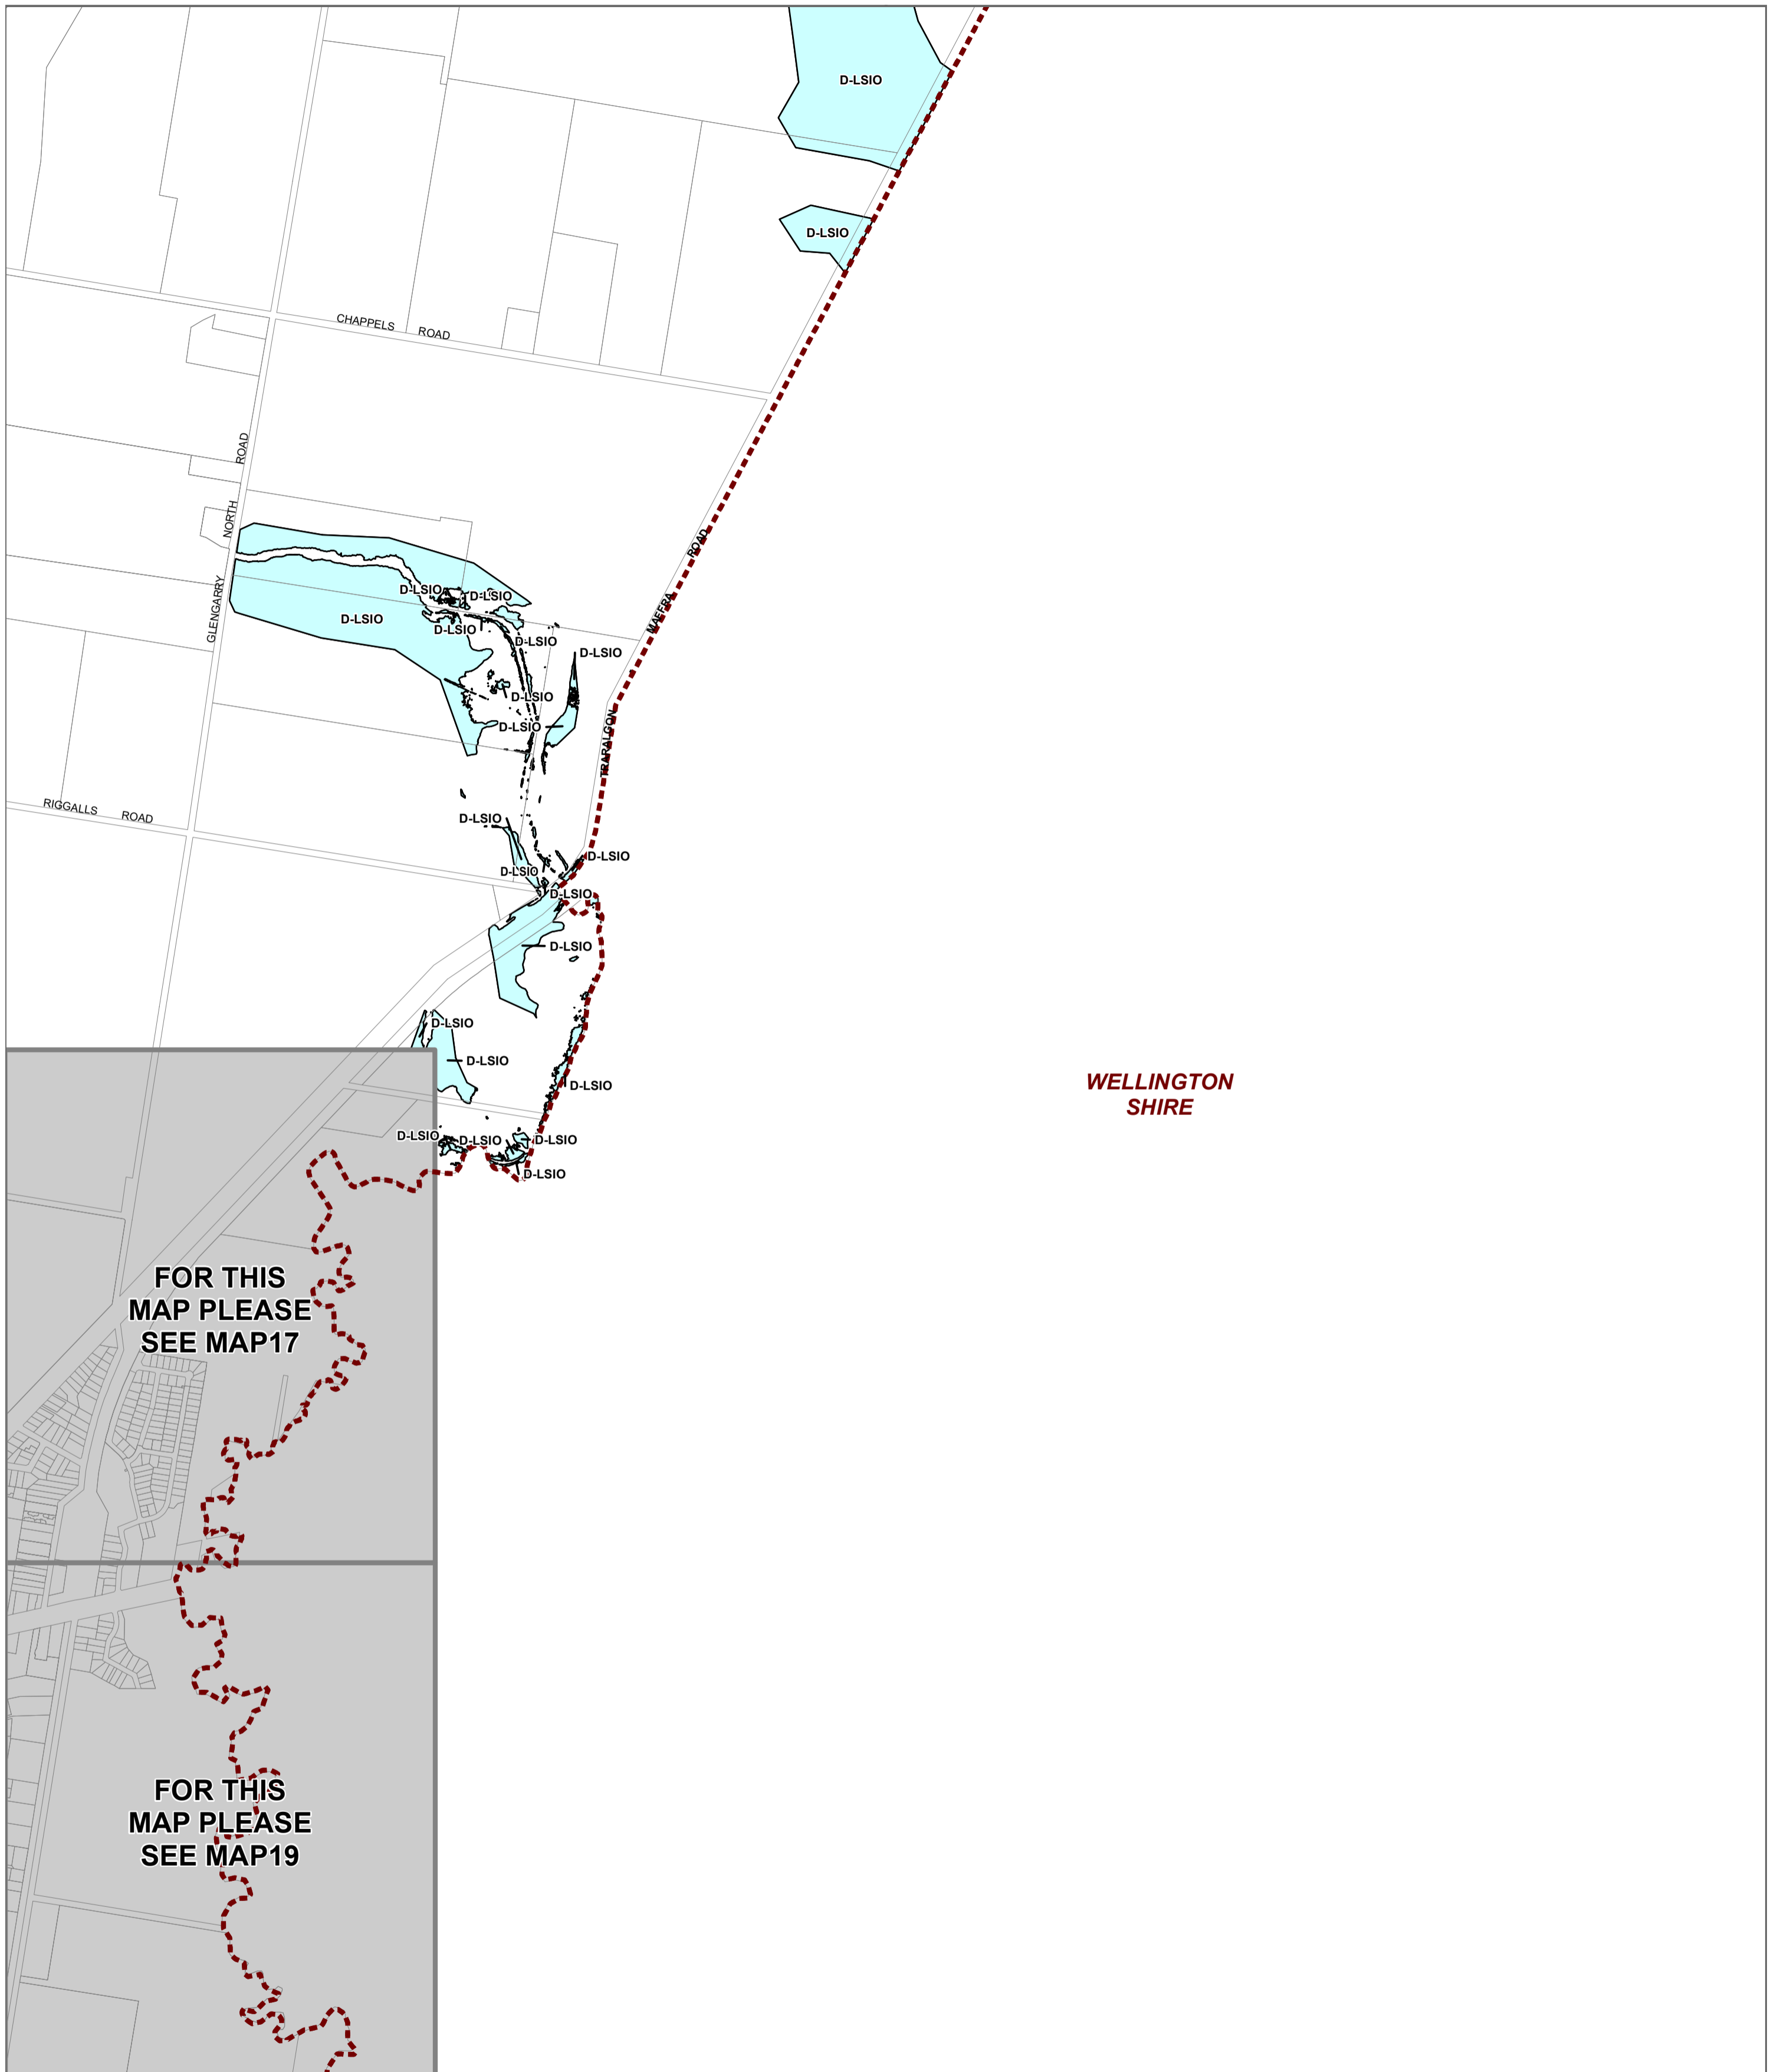 D-LSIO
D-LSIO
CHAPPELS ROAD
GLENGARRY NORTH ROAD
TRARALGON MAFFRA ROAD
D-LSIO
D-LSIO
D-LSIO
D-LSIO
D-LSIO
D-LSIO
D-LSIO
D-LSIO
RIGGALLS ROAD
D-LSIO
D-LSIO
D-LSIO
D-LSIO
D-LSIO
D-LSIO
D-LSIO
D-LSIO
WELLINGTON
SHIRE
D-LSIO
D-LSIO
D-LSIO
D-LSIO
FOR THIS
MAP PLEASE
SEE MAP17
FOR THIS
MAP PLEASE
SEE MAP19